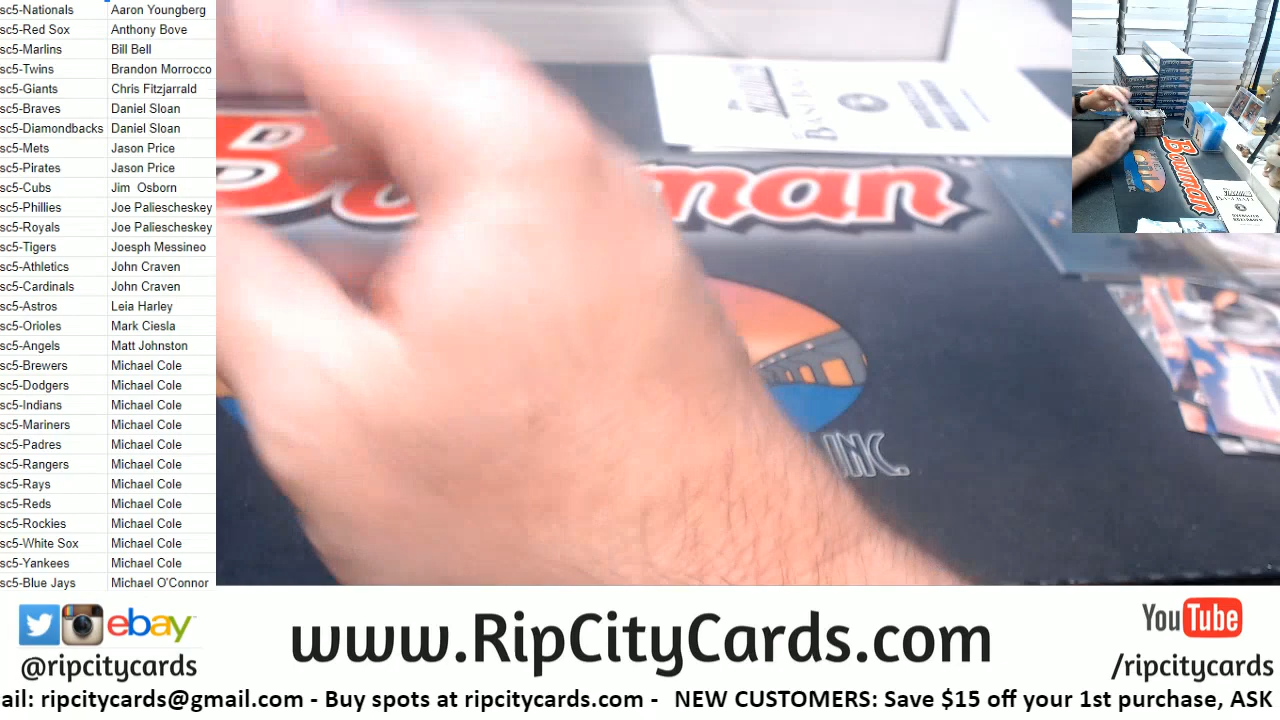 sc5-Nationals Aaron Youngberg
sc5-Red Sox Anthony Bove
sc5-Marlins Bill Bell
sc5-Twins Brandon Morrocco
sc5-Giants Chris Fitzjarrald
sc5-Braves Daniel Sloan
sc5-Diamondbacks Daniel Sloan
sc5-Mets Jason Price
sc5-Pirates Jason Price
sc5-Cubs Jim Osborn
sc5-Phillies Joe Paliescheskey
sc5-Royals Joe Paliescheskey
sc5-Tigers Joesph Messineo
sc5-Athletics John Craven
sc5-Cardinals John Craven
sc5-Astros Leia Harley
sc5-Orioles Mark Ciesla
sc5-Angels Matt Johnston
sc5-Brewers Michael Cole
sc5-Dodgers Michael Cole
sc5-Indians Michael Cole
sc5-Mariners Michael Cole
sc5-Padres Michael Cole
sc5-Rangers Michael Cole
sc5-Rays Michael Cole
sc5-Reds Michael Cole
sc5-Rockies Michael Cole
sc5-White Sox Michael Cole
sc5-Yankees Michael Cole
sc5-Blue Jays Michael O'Connor
man
INC.
Bowman
ebay
@ripcitycards
www.RipCityCards.com
YouTube
/ripcitycards
ail: ripcitycards@gmail.com - Buy spots at ripcitycards.com - NEW CUSTOMERS: Save $15 off your 1st purchase, ASK